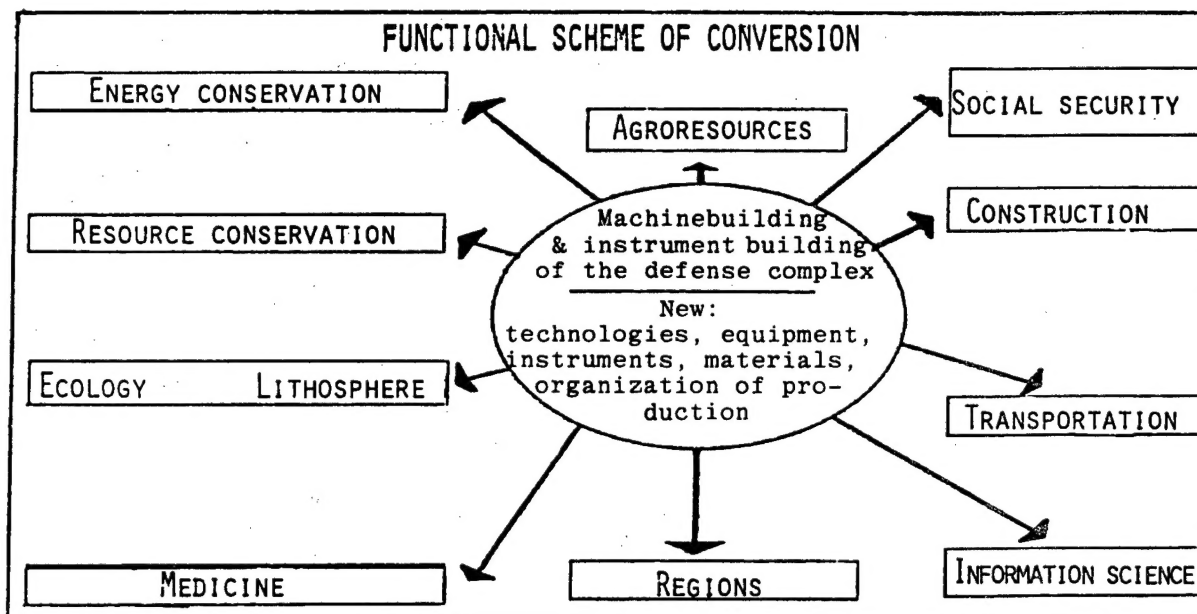 FUNCTIONAL SCHEME OF CONVERSION
ENERGY CONSERVATION
AGRORESOURCES
SOCIAL SECURITY
RESOURCE CONSERVATION
CONSTRUCTION
Machinebuilding
& instrument building
of the defense complex
New:
technologies, equipment,
instruments, materials,
organization of pro-
duction
ECOLOGY LITHOSPHERE
TRANSPORTATION
MEDICINE
REGIONS
INFORMATION SCIENCE